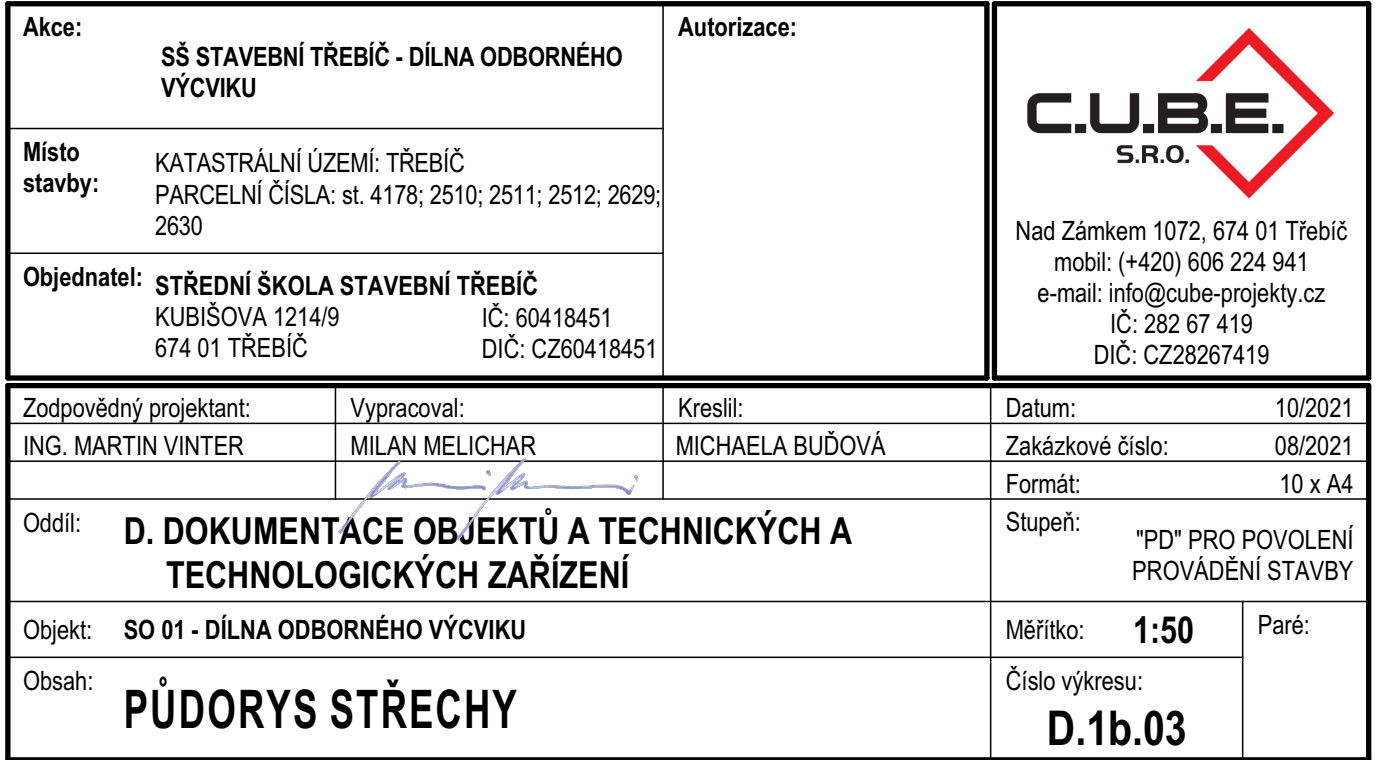 Akce:
SŠ STAVEBNÍ TŘEBÍČ - DÍLNA ODBORNÉHO
VÝCVIKU
Místo
stavby:
KATASTRÁLNÍ ÚZEMÍ: TŘEBÍČ
PARCELNÍ ČÍSLA: st. 4178; 2510; 2511; 2512; 2629;
2630
Objednatel: STŘEDNÍ ŠKOLA STAVEBNÍ TŘEBÍČ
KUBIŠOVA 1214/9 IČ: 60418451
674 01 TŘEBÍČ DIČ: CZ60418451
Autorizace:
C.U.B.E.
S.R.O.
Nad Zámkem 1072, 674 01 Třebíč
mobil: (+420) 606 224 941
e-mail: info@cube-projekty.cz
IČ: 282 67 419
DIČ: CZ28267419
Zodpovědný projektant: Vypracoval: Kreslil: Datum: 10/2021
ING. MARTIN VINTER MILAN MELICHAR MICHAELA BUĎOVÁ Zakázkové číslo: 08/2021
Formát: 10 x A4
Oddíl: D. DOKUMENTACE OBJEKTŮ A TECHNICKÝCH A
TECHNOLOGICKÝCH ZAŘÍZENÍ
Stupeň:
"PD" PRO POVOLENÍ
PROVÁDĚNÍ STAVBY
Objekt: SO 01 - DÍLNA ODBORNÉHO VÝCVIKU
Měřítko: 1:50
Paré:
Obsah: PŮDORYS STŘECHY
Číslo výkresu:
D.1b.03